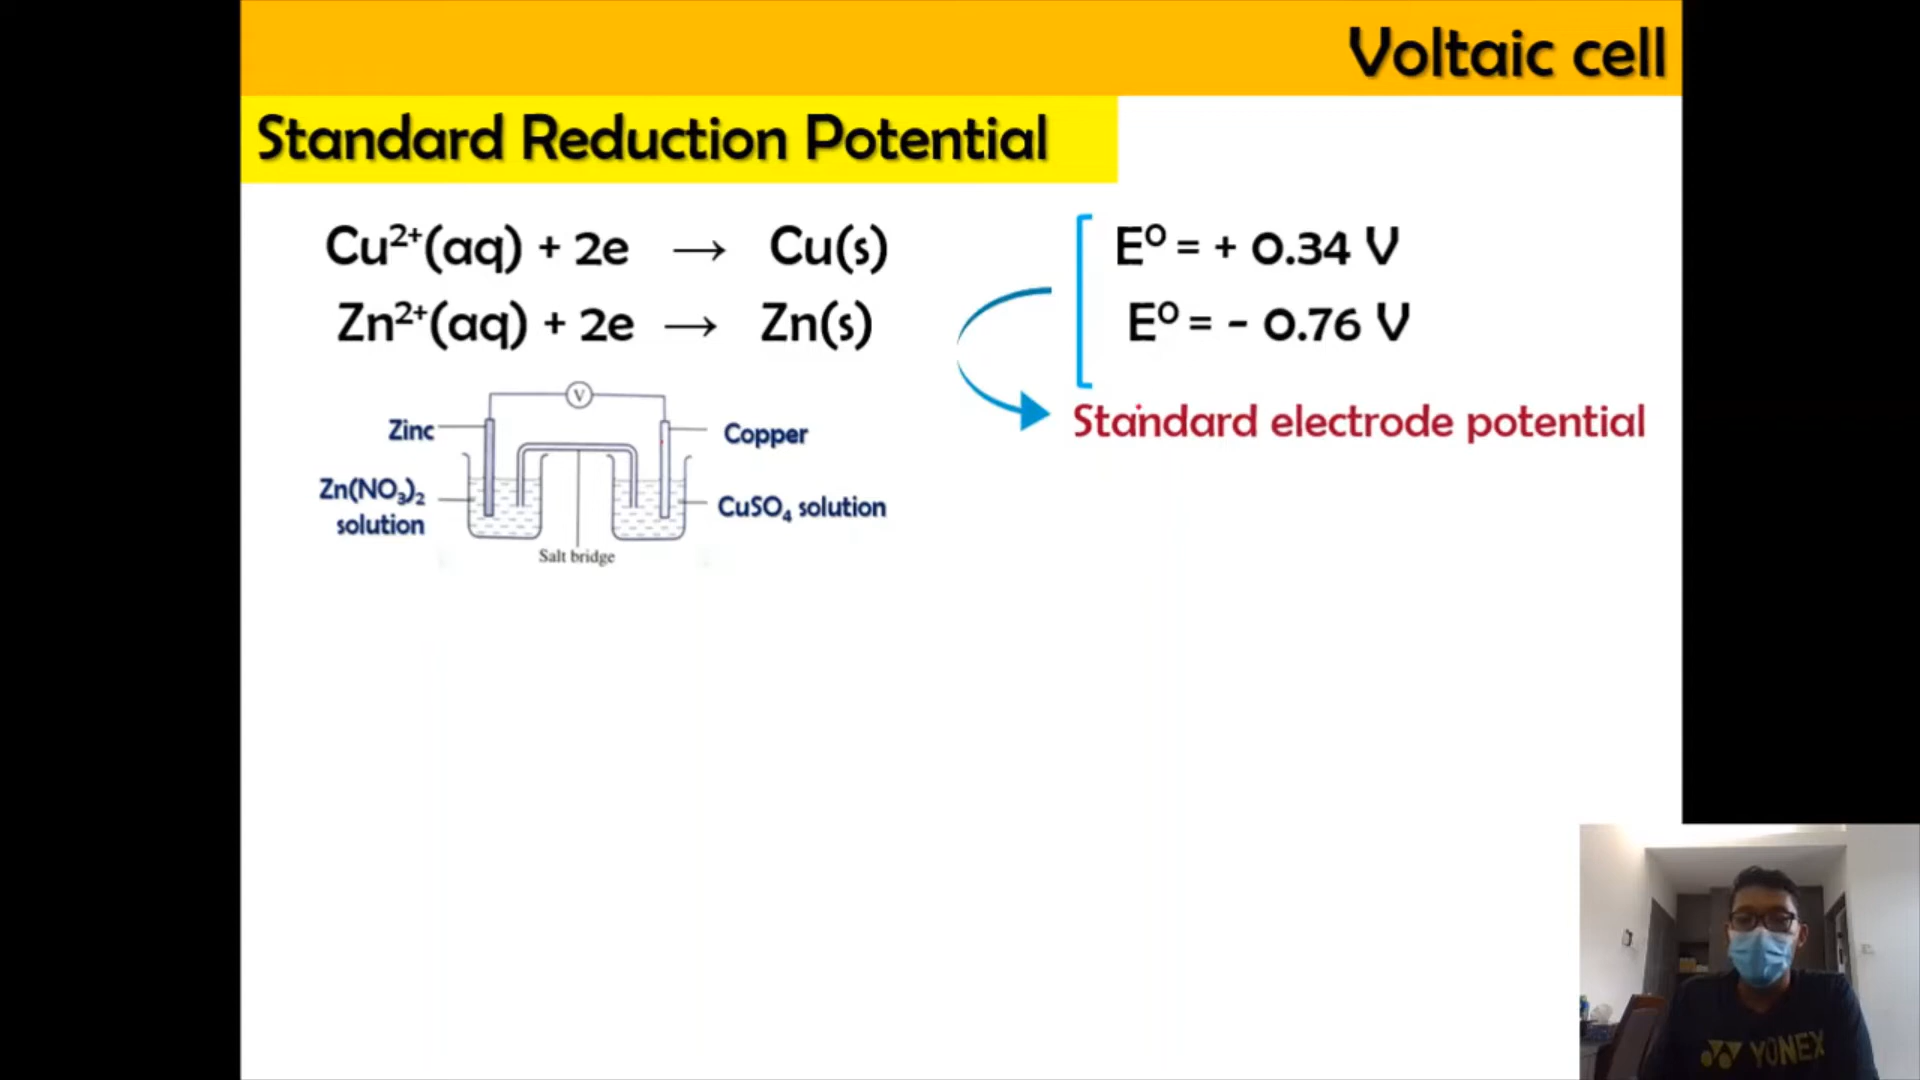 Voltaic cell
Standard Reduction Potential
Cu²⁺(aq) + 2e → Cu(s)
E⁰ = + 0.34 V
Zn²⁺(aq) + 2e → Zn(s)
E⁰ = - 0.76 V
Standard electrode potential
V
Zinc
Copper
Zn(NO₃)₂
solution
CuSO₄ solution
Salt bridge
YONEX